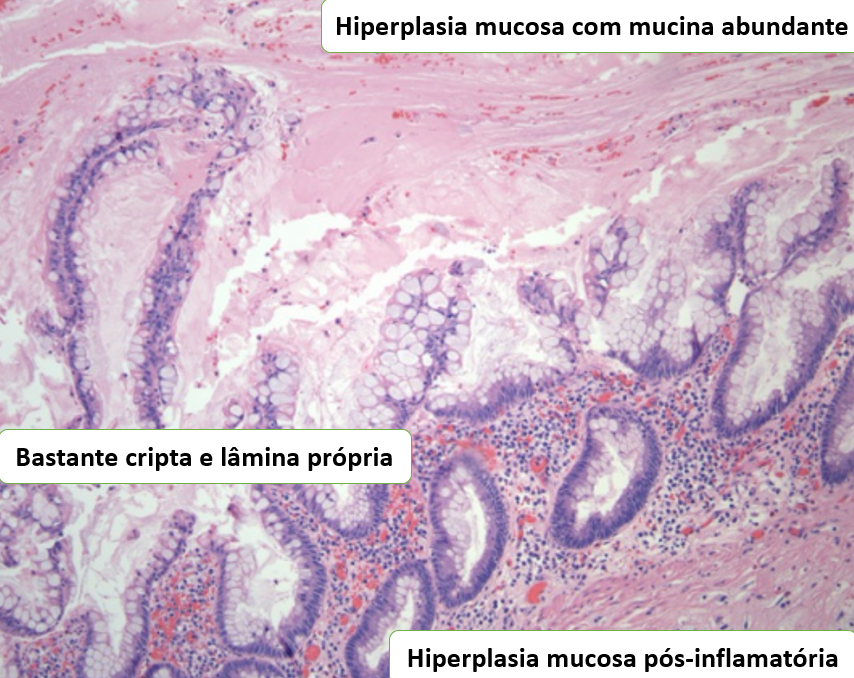 Hiperplasia mucosa com mucina abundante
Bastante cripta e lâmina própria
Hiperplasia mucosa pós-inflamatória